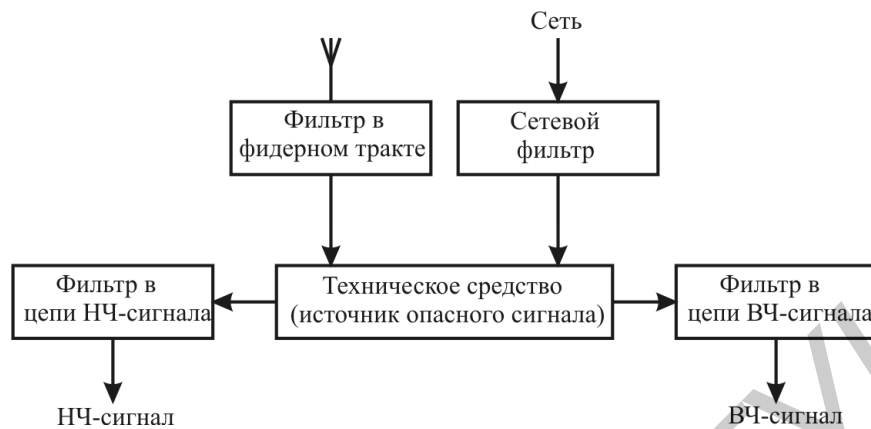 Сеть
Фильтр в
фидерном тракте
Сетевой
фильтр
Фильтр в
цепи НЧ-сигнала
Техническое средство
(источник опасного сигнала)
Фильтр в
цепи ВЧ-сигнала
НЧ-сигнал
ВЧ-сигнал